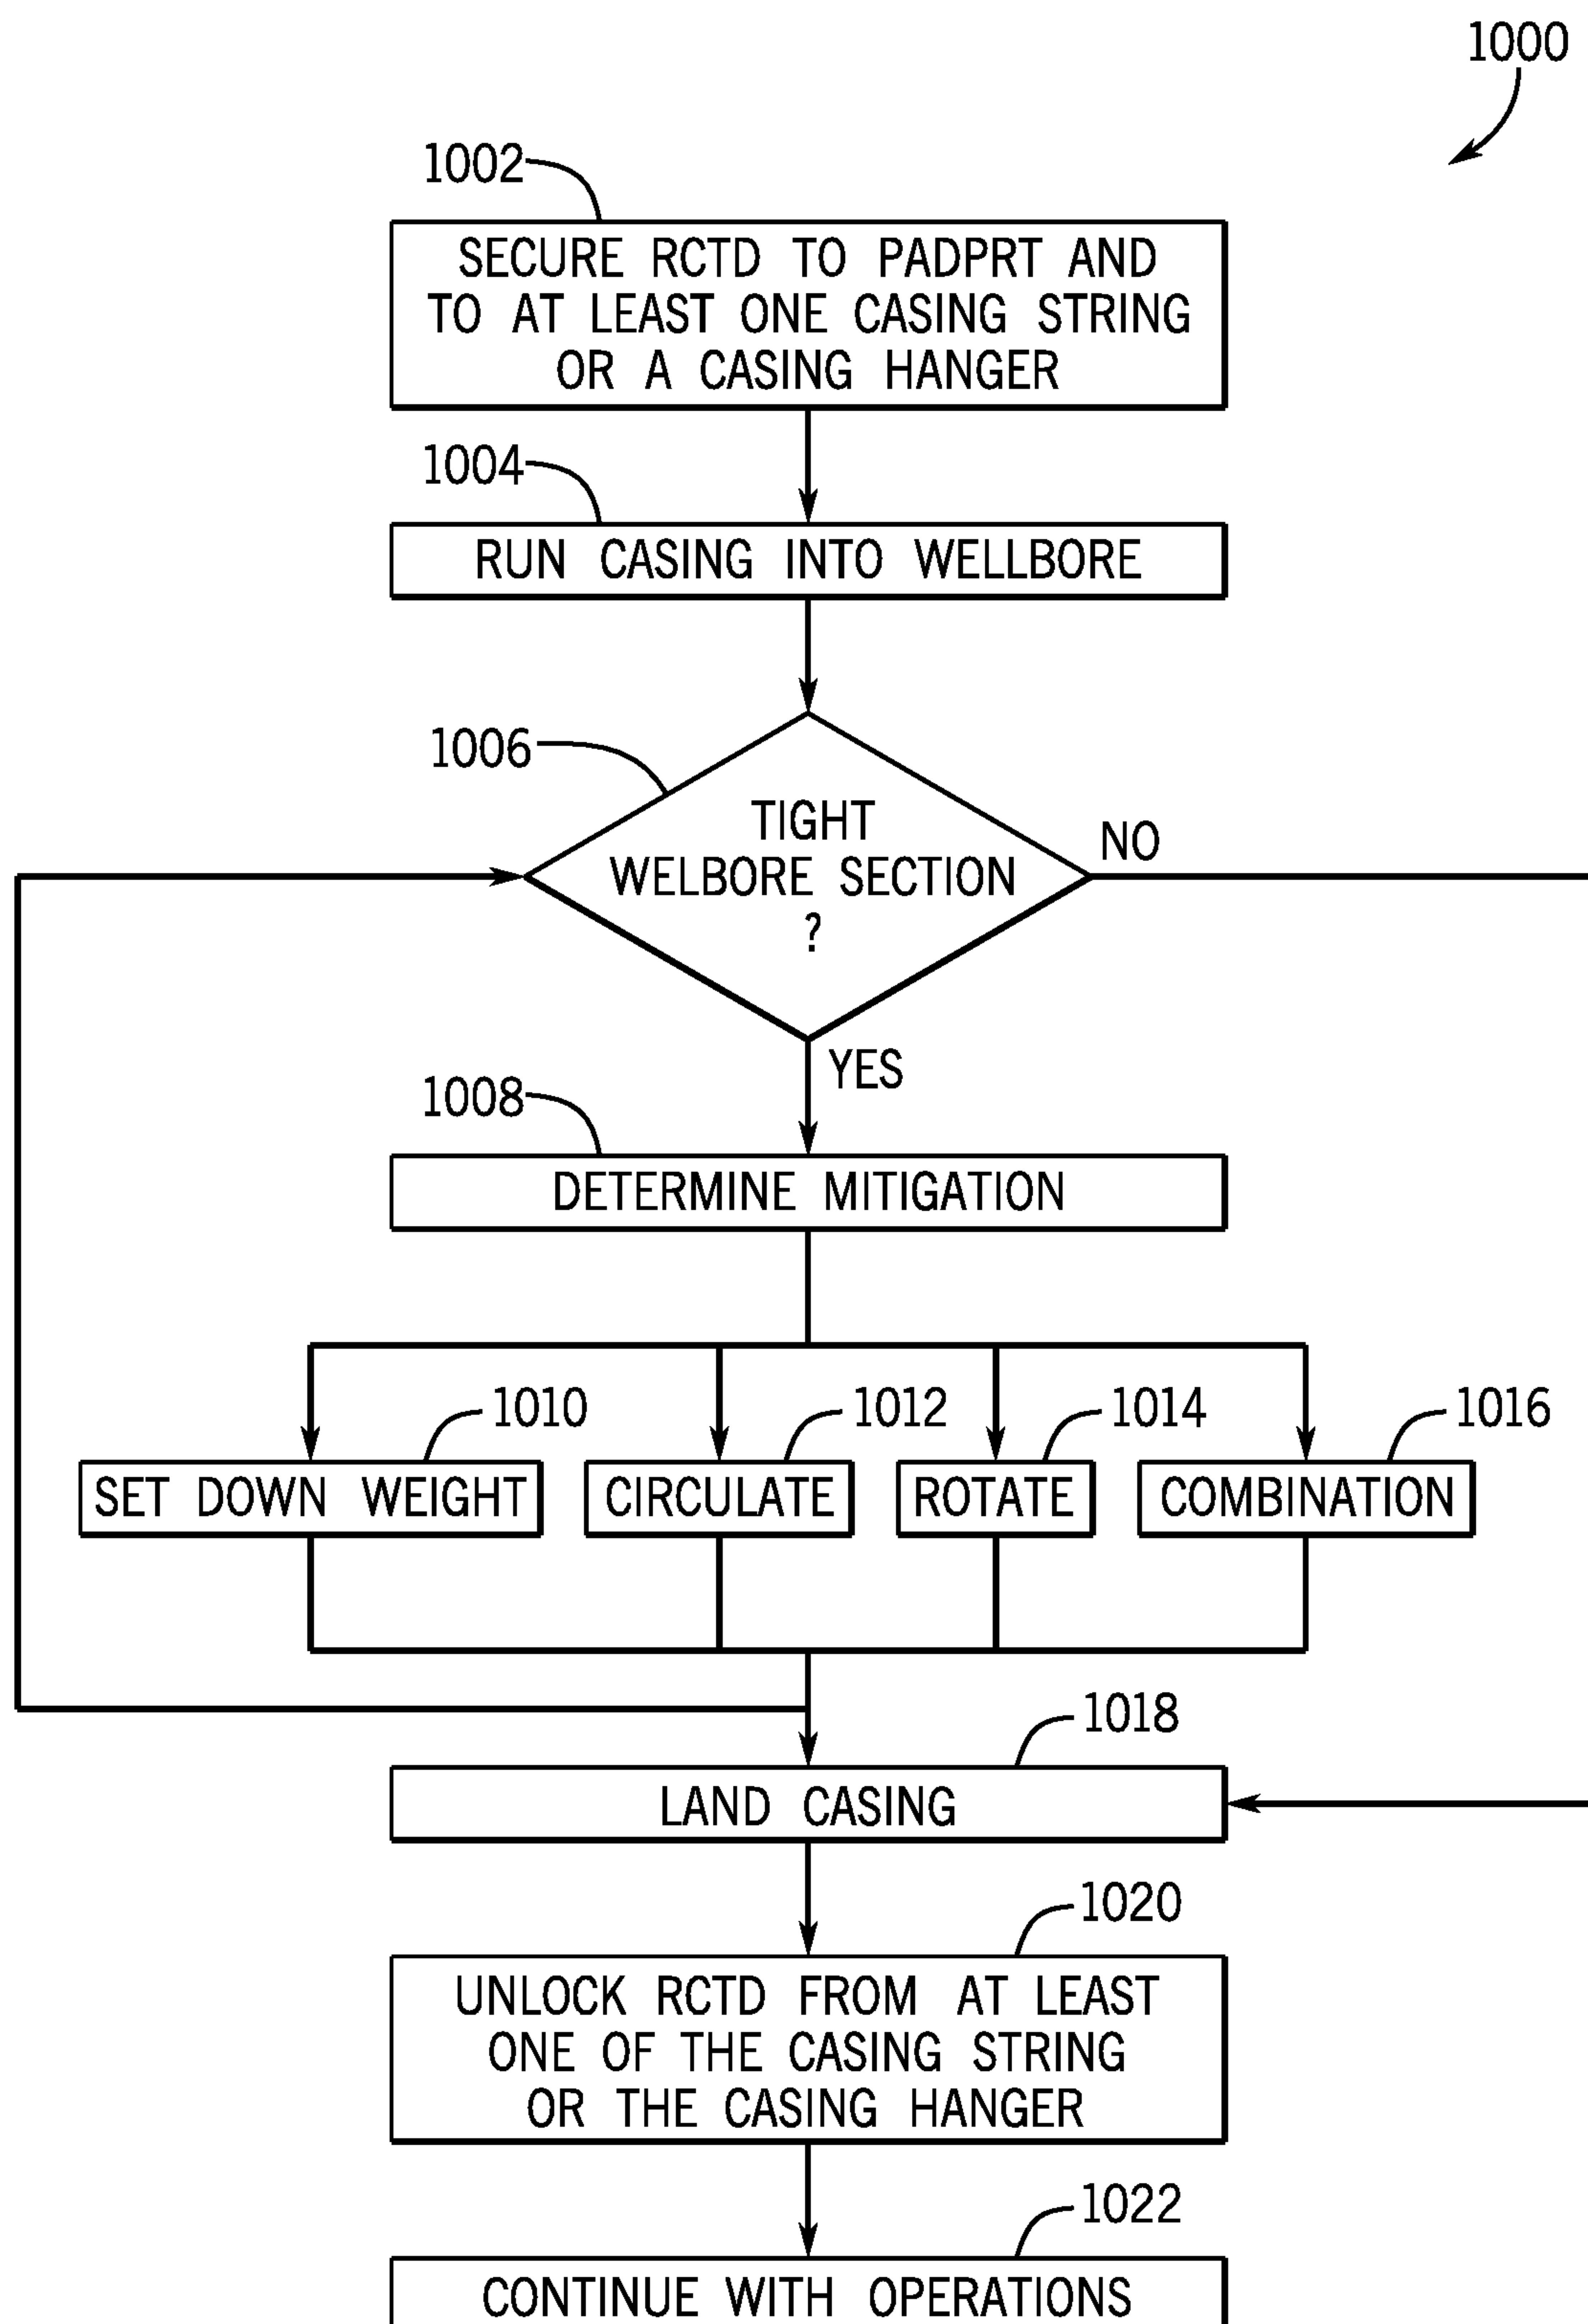 1000
1002
SECURE RCTD TO PADPRT AND
TO AT LEAST ONE CASING STRING
OR A CASING HANGER
1004
RUN CASING INTO WELLBORE
1006
TIGHT
WELBORE SECTION
?
NO
YES
1008
DETERMINE MITIGATION
1010
1012
1014
1016
SET DOWN WEIGHT
CIRCULATE
ROTATE
COMBINATION
1018
LAND CASING
1020
UNLOCK RCTD FROM AT LEAST
ONE OF THE CASING STRING
OR THE CASING HANGER
1022
CONTINUE WITH OPERATIONS